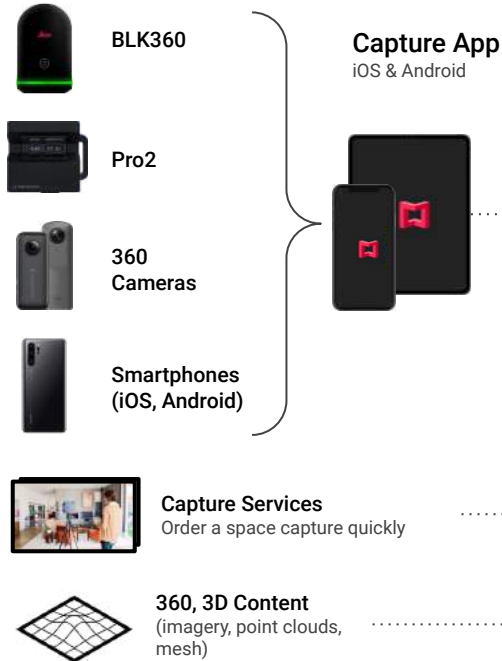 BLK360
Capture App
iOS & Android
Pro2
360
Cameras
Smartphones
(iOS, Android)
Capture Services
Order a space capture quickly
360, 3D Content
(imagery, point clouds,
mesh)